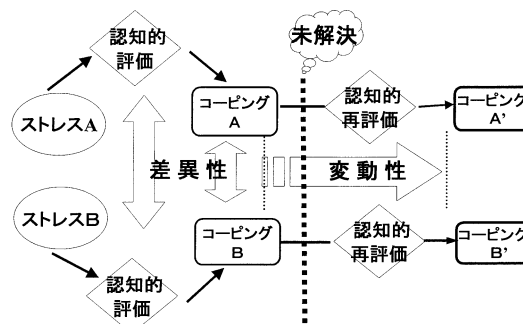 認知的
評価
未解決
コーピング
A
認知的
再評価
コーピング
A’
ストレスA
差異性
変動性
ストレスB
コーピング
B
認知的
再評価
コーピング
B’
認知的
評価